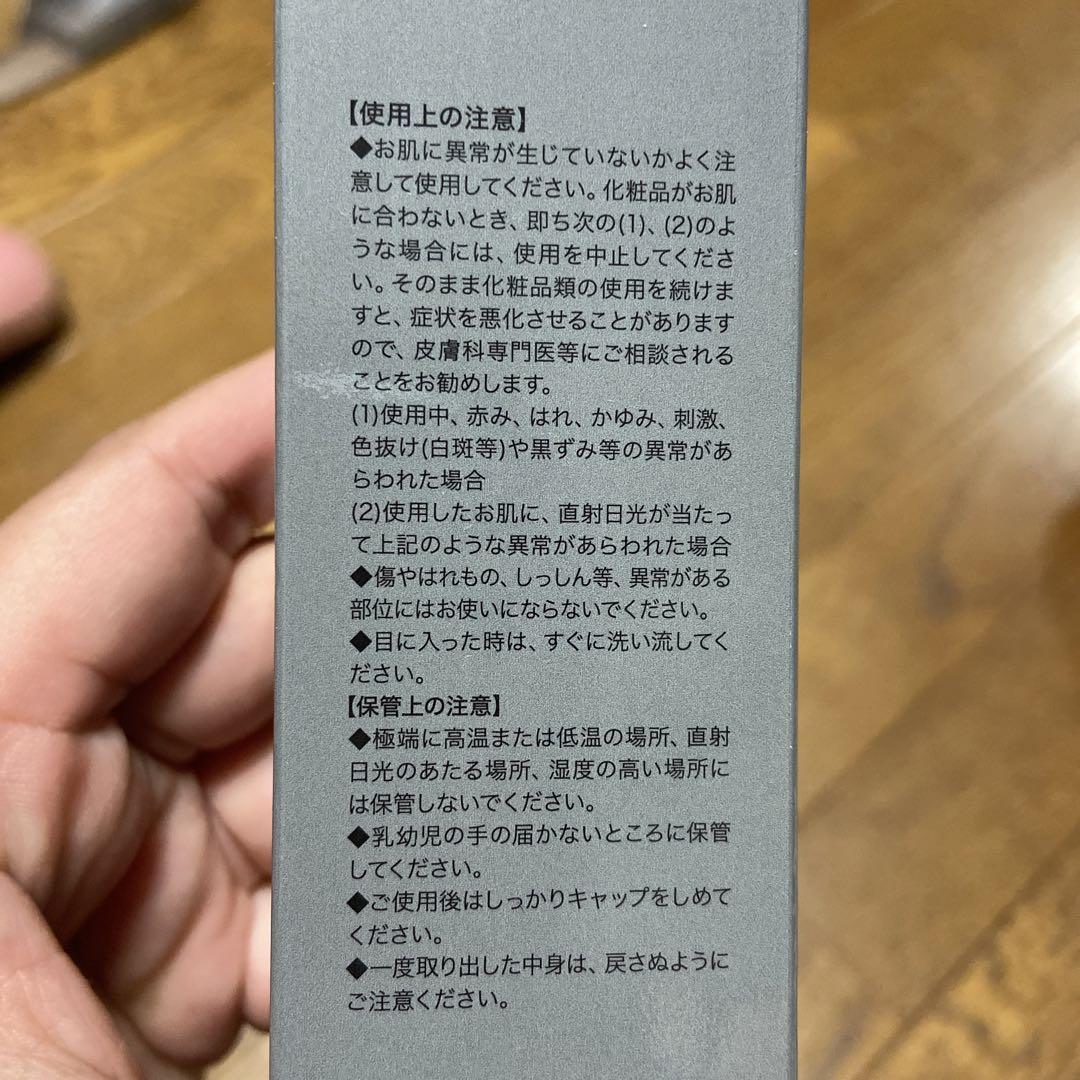 【使用上の注意】
◆お肌に異常が生じていないかよく注
意して使用してください。化粧品がお肌
に合わないとき、即ち次の(1)、(2)のよ
うな場合には、使用を中止してくださ
い。そのまま化粧品類の使用を続けま
すと、症状を悪化させることがあります
ので、皮膚科専門医等にご相談される
ことをお勧めします。
(1)使用中、赤み、はれ、かゆみ、刺激、
色抜け(白斑等)や黒ずみ等の異常があ
らわれた場合
(2)使用したお肌に、直射日光が当たっ
て上記のような異常があらわれた場合
◆傷やはれもの、しっしん等、異常がある
部位にはお使いにならないでください。
◆目に入った時は、すぐに洗い流してく
ださい。
【保管上の注意】
◆極端に高温または低温の場所、直射
日光のあたる場所、湿度の高い場所に
は保管しないでください。
◆乳幼児の手の届かないところに保管
してください。
◆ご使用後はしっかりキャップをしめて
ください。
◆一度取り出した中身は、戻さぬように
ご注意ください。